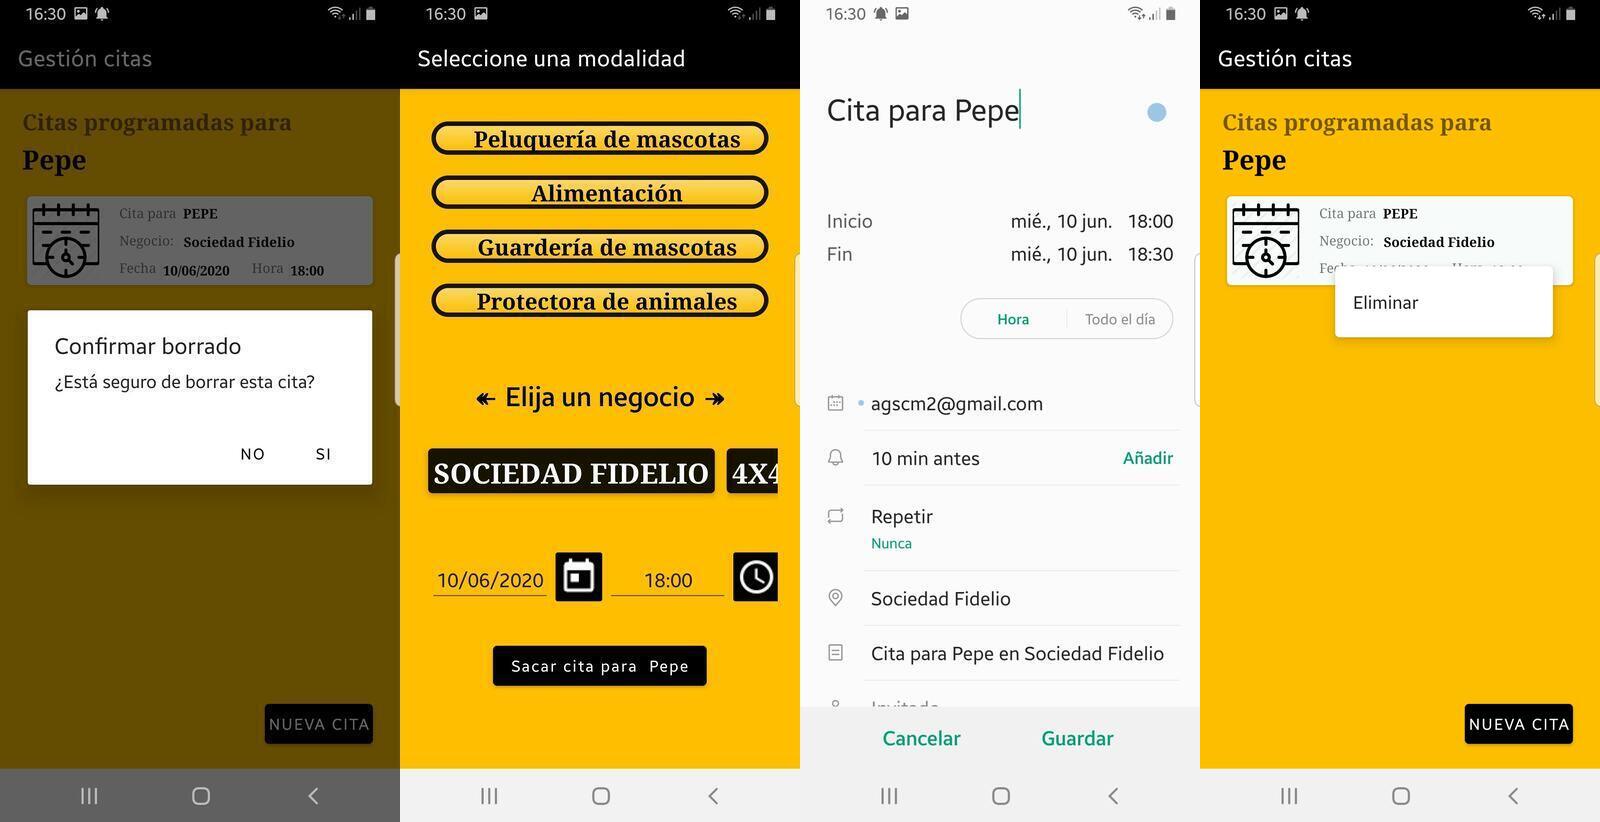 16:30
Gestión citas
Citas programadas para
Pepe
Cita para PEPE
Negocio: Sociedad Fidelio
Fecha 10/06/2020 Hora 18:00
Confirmar borrado
¿Está seguro de borrar esta cita?
NO SI
NUEVA CITA
16:30
Seleccione una modalidad
Peluquería de mascotas
Alimentación
Guardería de mascotas
Protectora de animales
↞ Elija un negocio ↠
SOCIEDAD FIDELIO 4X4
10/06/2020 18:00
Sacar cita para Pepe
16:30
Cita para Pepe
Inicio mié., 10 jun. 18:00
Fin mié., 10 jun. 18:30
Hora Todo el día
agscm2@gmail.com
10 min antes Añadir
Repetir
Nunca
Sociedad Fidelio
Cita para Pepe en Sociedad Fidelio
Cancelar Guardar
16:30
Gestión citas
Citas programadas para
Pepe
Cita para PEPE
Negocio: Sociedad Fidelio
Eliminar
NUEVA CITA